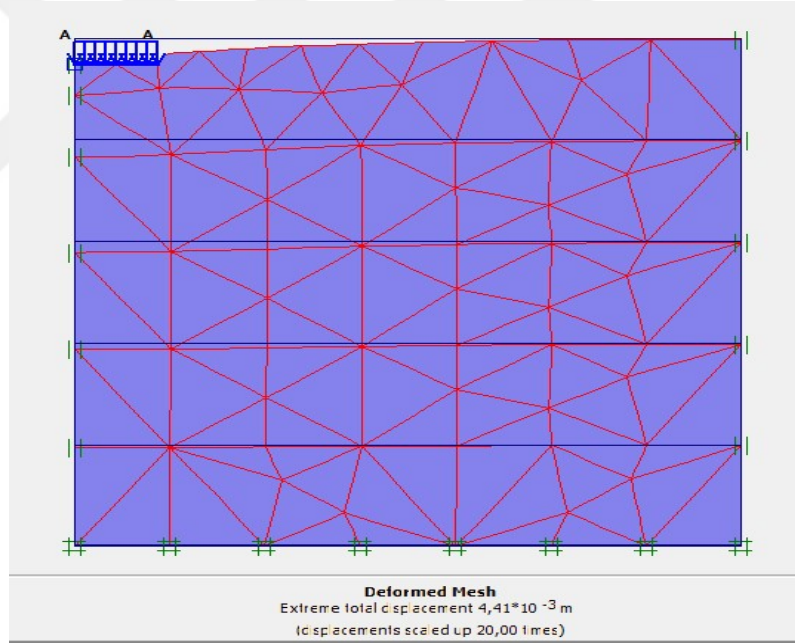 A A
Deformed Mesh
Extreme total displacement 4,41*10 -3 m
(displacements scaled up 20,00 times)